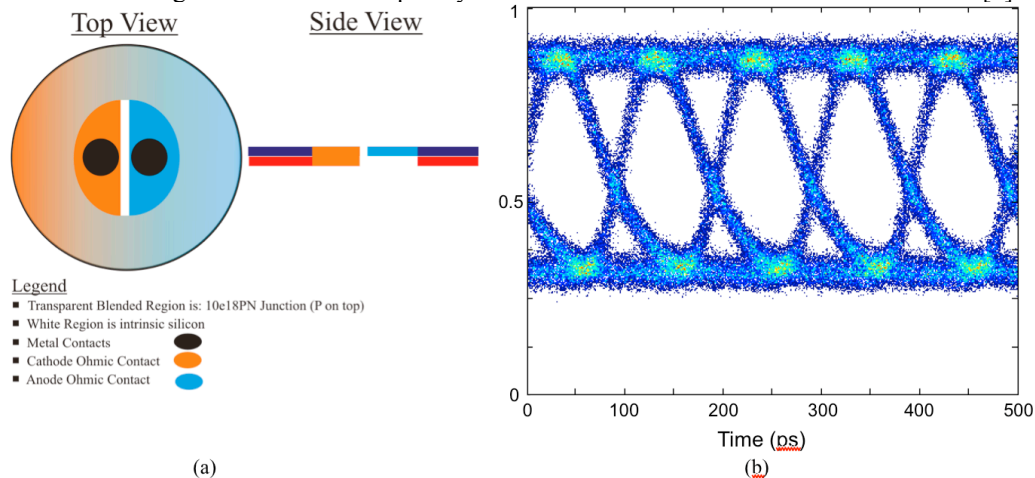 Top View
Side View
Legend
▪ Transparent Blended Region is: 10e18PN Junction (P on top)
▪ White Region is intrinsic silicon
▪ Metal Contacts
▪ Cathode Ohmic Contact
▪ Anode Ohmic Contact
(a)
1
0.5
0
0 100 200 300 400 500
Time (ps)
(b)